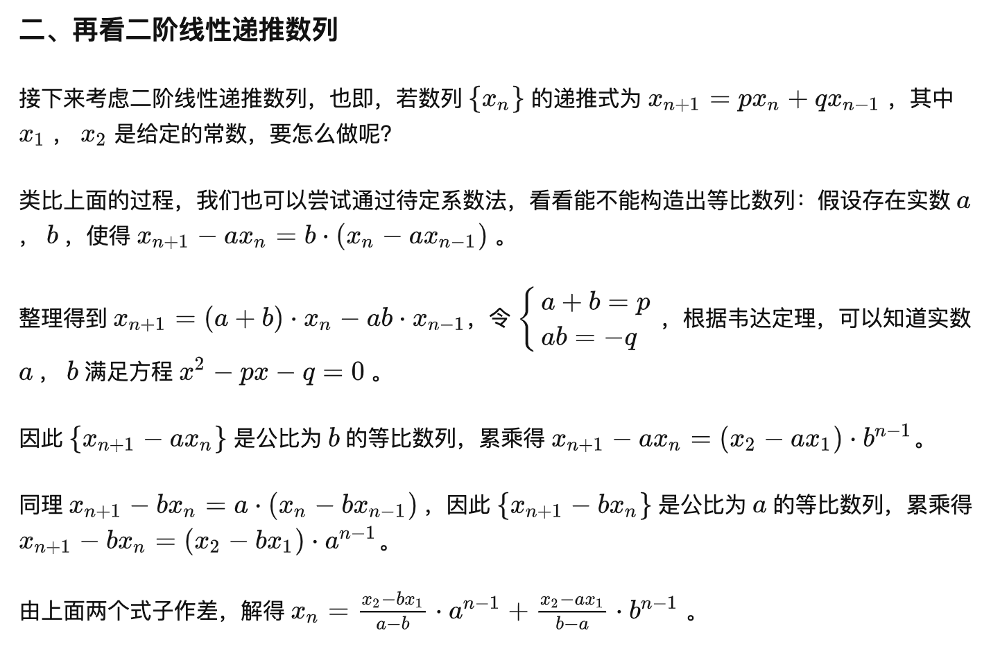 二、再看二阶线性递推数列
接下来考虑二阶线性递推数列，也即，若数列 $\{x_n\}$ 的递推式为 $x_{n+1} = px_n + qx_{n-1}$ ，其中
$x_1$ ， $x_2$ 是给定的常数，要怎么做呢？
类比上面的过程，我们也可以尝试通过待定系数法，看看能不能构造出等比数列：假设存在实数 $a$
， $b$ ，使得 $x_{n+1} - ax_n = b \cdot (x_n - ax_{n-1})$ 。
整理得到 $x_{n+1} = (a + b) \cdot x_n - ab \cdot x_{n-1}$，令 $\begin{cases} a + b = p \\ ab = -q \end{cases}$ ，根据韦达定理，可以知道实数
$a$ ， $b$ 满足方程 $x^2 - px - q = 0$ 。
因此 $\{x_{n+1} - ax_n\}$ 是公比为 $b$ 的等比数列，累乘得 $x_{n+1} - ax_n = (x_2 - ax_1) \cdot b^{n-1}$ 。
同理 $x_{n+1} - bx_n = a \cdot (x_n - bx_{n-1})$ ，因此 $\{x_{n+1} - bx_n\}$ 是公比为 $a$ 的等比数列，累乘得
$x_{n+1} - bx_n = (x_2 - bx_1) \cdot a^{n-1}$ 。
由上面两个式子作差，解得 $x_n = \frac{x_2 - bx_1}{a - b} \cdot a^{n-1} + \frac{x_2 - ax_1}{b - a} \cdot b^{n-1}$ 。